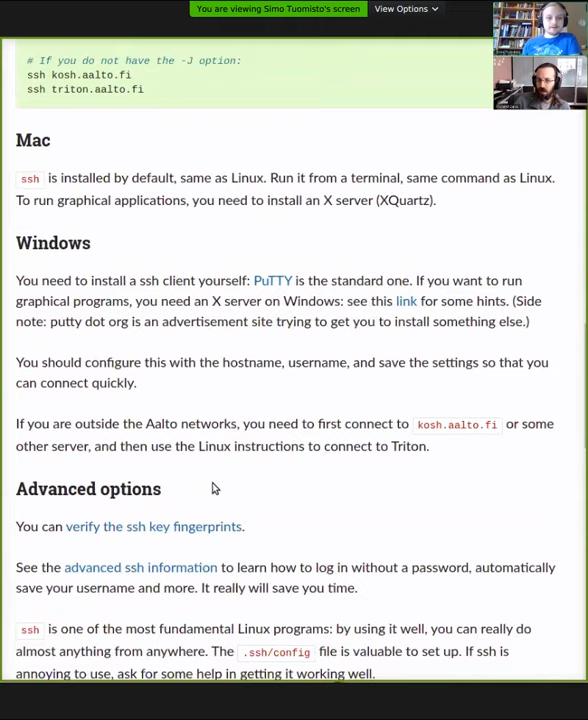 You are viewing Simo Tuomisto's screen
View Options
# If you do not have the -J option:
ssh kosh.aalto.fi
ssh triton.aalto.fi
Mac
ssh is installed by default, same as Linux. Run it from a terminal, same command as Linux.
To run graphical applications, you need to install an X server (XQuartz).
Windows
You need to install a ssh client yourself: PuTTY is the standard one. If you want to run
graphical programs, you need an X server on Windows: see this link for some hints. (Side
note: putty dot org is an advertisement site trying to get you to install something else.)
You should configure this with the hostname, username, and save the settings so that you
can connect quickly.
If you are outside the Aalto networks, you need to first connect to kosh.aalto.fi or some
other server, and then use the Linux instructions to connect to Triton.
Advanced options
You can verify the ssh key fingerprints.
See the advanced ssh information to learn how to log in without a password, automatically
save your username and more. It really will save you time.
ssh is one of the most fundamental Linux programs: by using it well, you can really do
almost anything from anywhere. The .ssh/config file is valuable to set up. If ssh is
annoying to use, ask for some help in getting it working well.